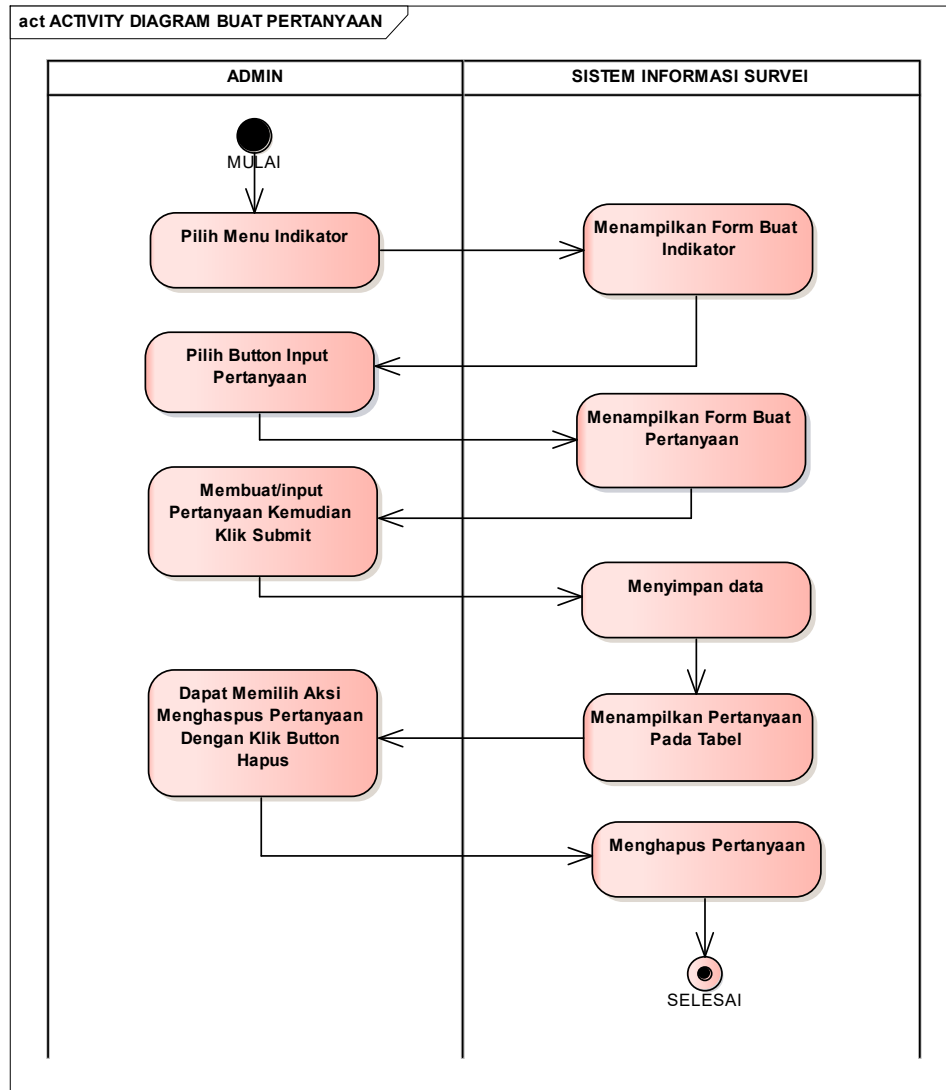 act ACTIVITY DIAGRAM BUAT PERTANYAAN
ADMIN
SISTEM INFORMASI SURVEI
MULAI
Pilih Menu Indikator
Menampilkan Form Buat
Indikator
Pilih Button Input
Pertanyaan
Menampilkan Form Buat
Pertanyaan
Membuat/input
Pertanyaan Kemudian
Klik Submit
Menyimpan data
Menampilkan Pertanyaan
Pada Tabel
Dapat Memilih Aksi
Menghaspus Pertanyaan
Dengan Klik Button
Hapus
Menghapus Pertanyaan
SELESAI